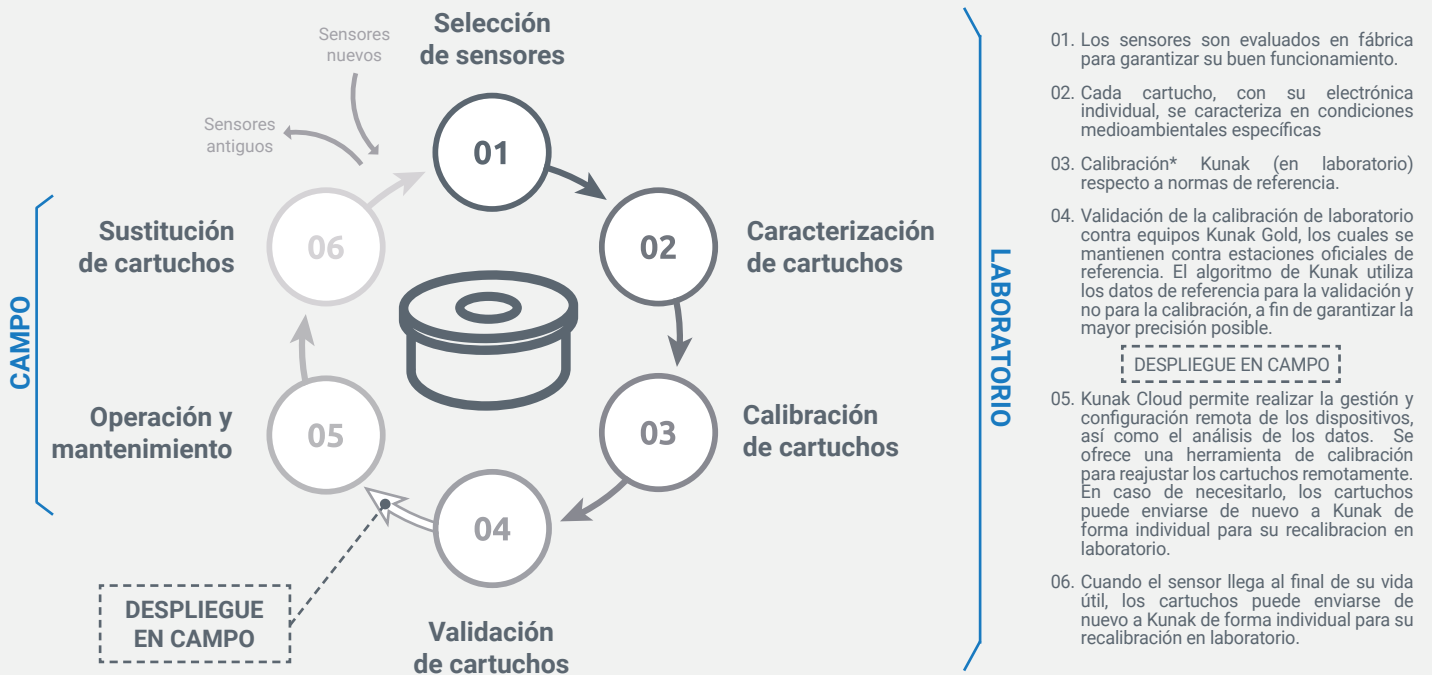 Selección
de sensores
Sensores
nuevos
Sensores
antiguos
01
02
03
04
05
06
Caracterización
de cartuchos
Calibración
de cartuchos
Validación
de cartuchos
Operación y
mantenimiento
Sustitución
de cartuchos
CAMPO
DESPLIEGUE
EN CAMPO
LABORATORIO
01. Los sensores son evaluados en fábrica
para garantizar su buen funcionamiento.
02. Cada cartucho, con su electrónica
individual, se caracteriza en condiciones
medioambientales específicas
03. Calibración* Kunak (en laboratorio)
respecto a normas de referencia.
04. Validación de la calibración de laboratorio
contra equipos Kunak Gold, los cuales se
mantienen contra estaciones oficiales de
referencia. El algoritmo de Kunak utiliza
los datos de referencia para la validación y
no para la calibración, a fin de garantizar la
mayor precisión posible.
DESPLIEGUE EN CAMPO
05. Kunak Cloud permite realizar la gestión y
configuración remota de los dispositivos,
así como el análisis de los datos. Se
ofrece una herramienta de calibración
para reajustar los cartuchos remotamente.
En caso de necesitarlo, los cartuchos
puede enviarse de nuevo a Kunak de
forma individual para su recalibracion en
laboratorio.
06. Cuando el sensor llega al final de su vida
útil, los cartuchos puede enviarse de
nuevo a Kunak de forma individual para su
recalibración en laboratorio.